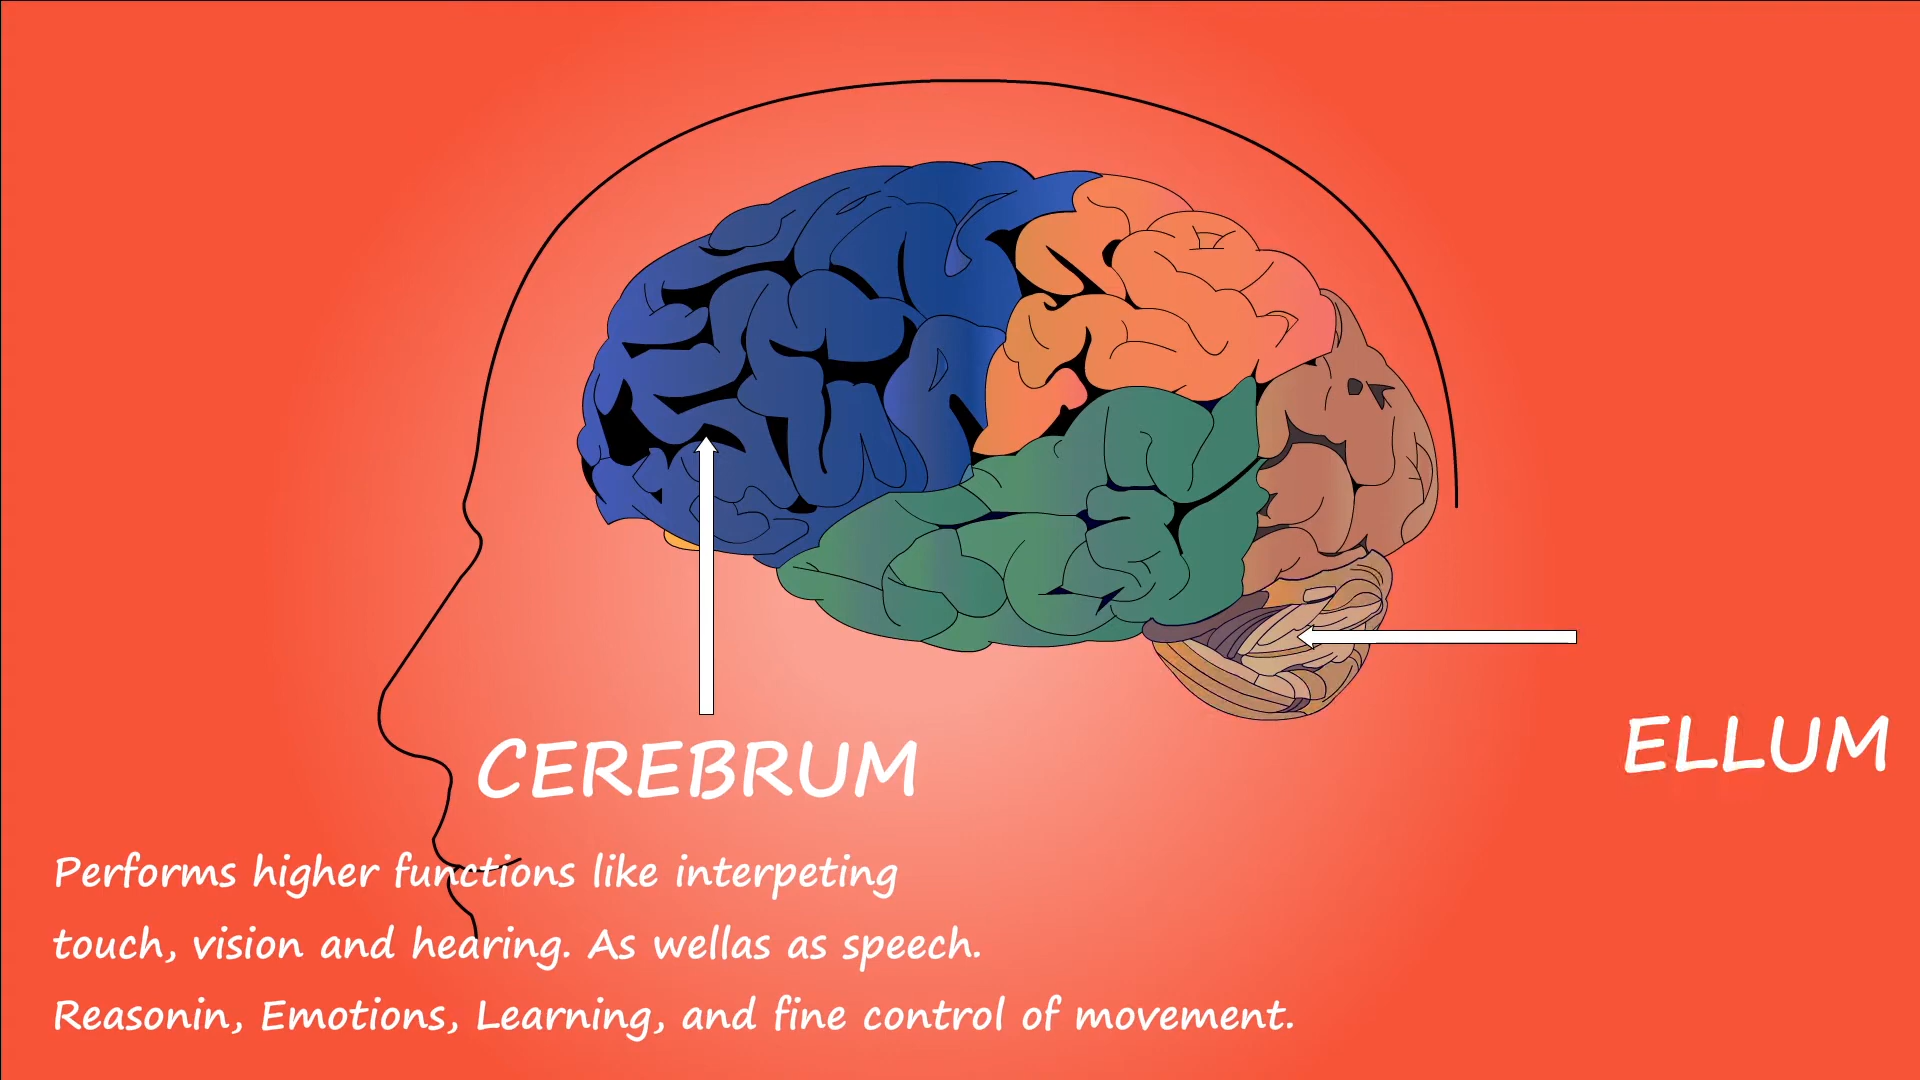 CEREBRUM
ELLUM
Performs higher functions like interpeting
touch, vision and hearing. As wellas as speech.
Reasonin, Emotions, Learning, and fine control of movement.